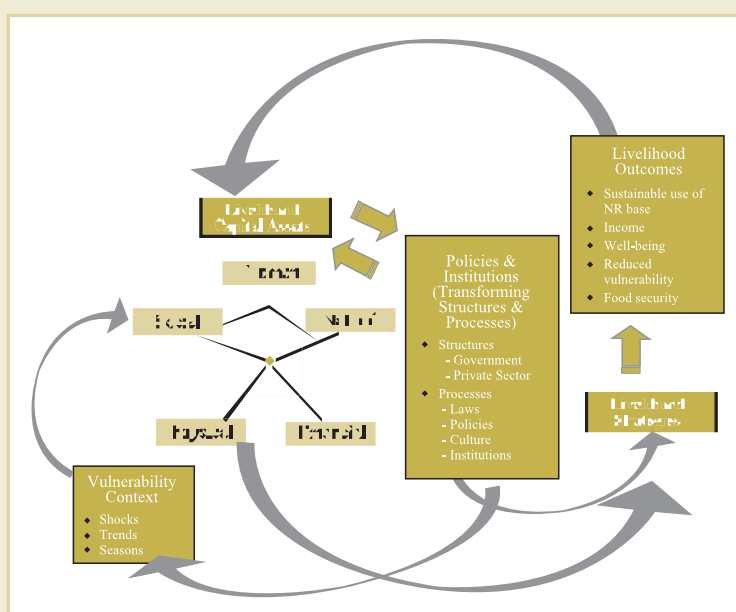 Livelihood
Outcomes
◆ Sustainable use of
NR base
◆ Income
◆ Well-being
◆ Reduced
vulnerability
◆ Food security
Policies &
Institutions
(Transforming
Structures &
Processes)
◆ Structures
- Government
- Private Sector
◆ Processes
- Laws
- Policies
- Culture
- Institutions
Vulnerability
Context
◆ Shocks
◆ Trends
◆ Seasons